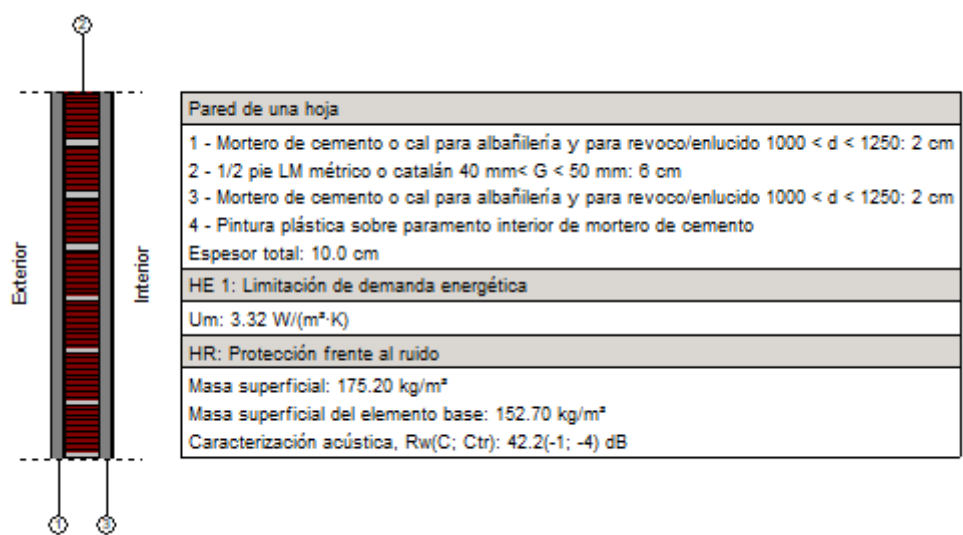 2
Pared de una hoja
1 - Mortero de cemento o cal para albañilería y para revoco/enlucido 1000 < d < 1250: 2 cm
2 - 1/2 pie LM métrico o catalán 40 mm< G < 50 mm: 6 cm
3 - Mortero de cemento o cal para albañilería y para revoco/enlucido 1000 < d < 1250: 2 cm
4 - Pintura plástica sobre paramento interior de mortero de cemento
Espesor total: 10.0 cm
HE 1: Limitación de demanda energética
Um: 3.32 W/(m²·K)
HR: Protección frente al ruido
Masa superficial: 175.20 kg/m²
Masa superficial del elemento base: 152.70 kg/m²
Caracterización acústica, Rw(C; Ctr): 42.2(-1; -4) dB
Exterior
Interior
1
3